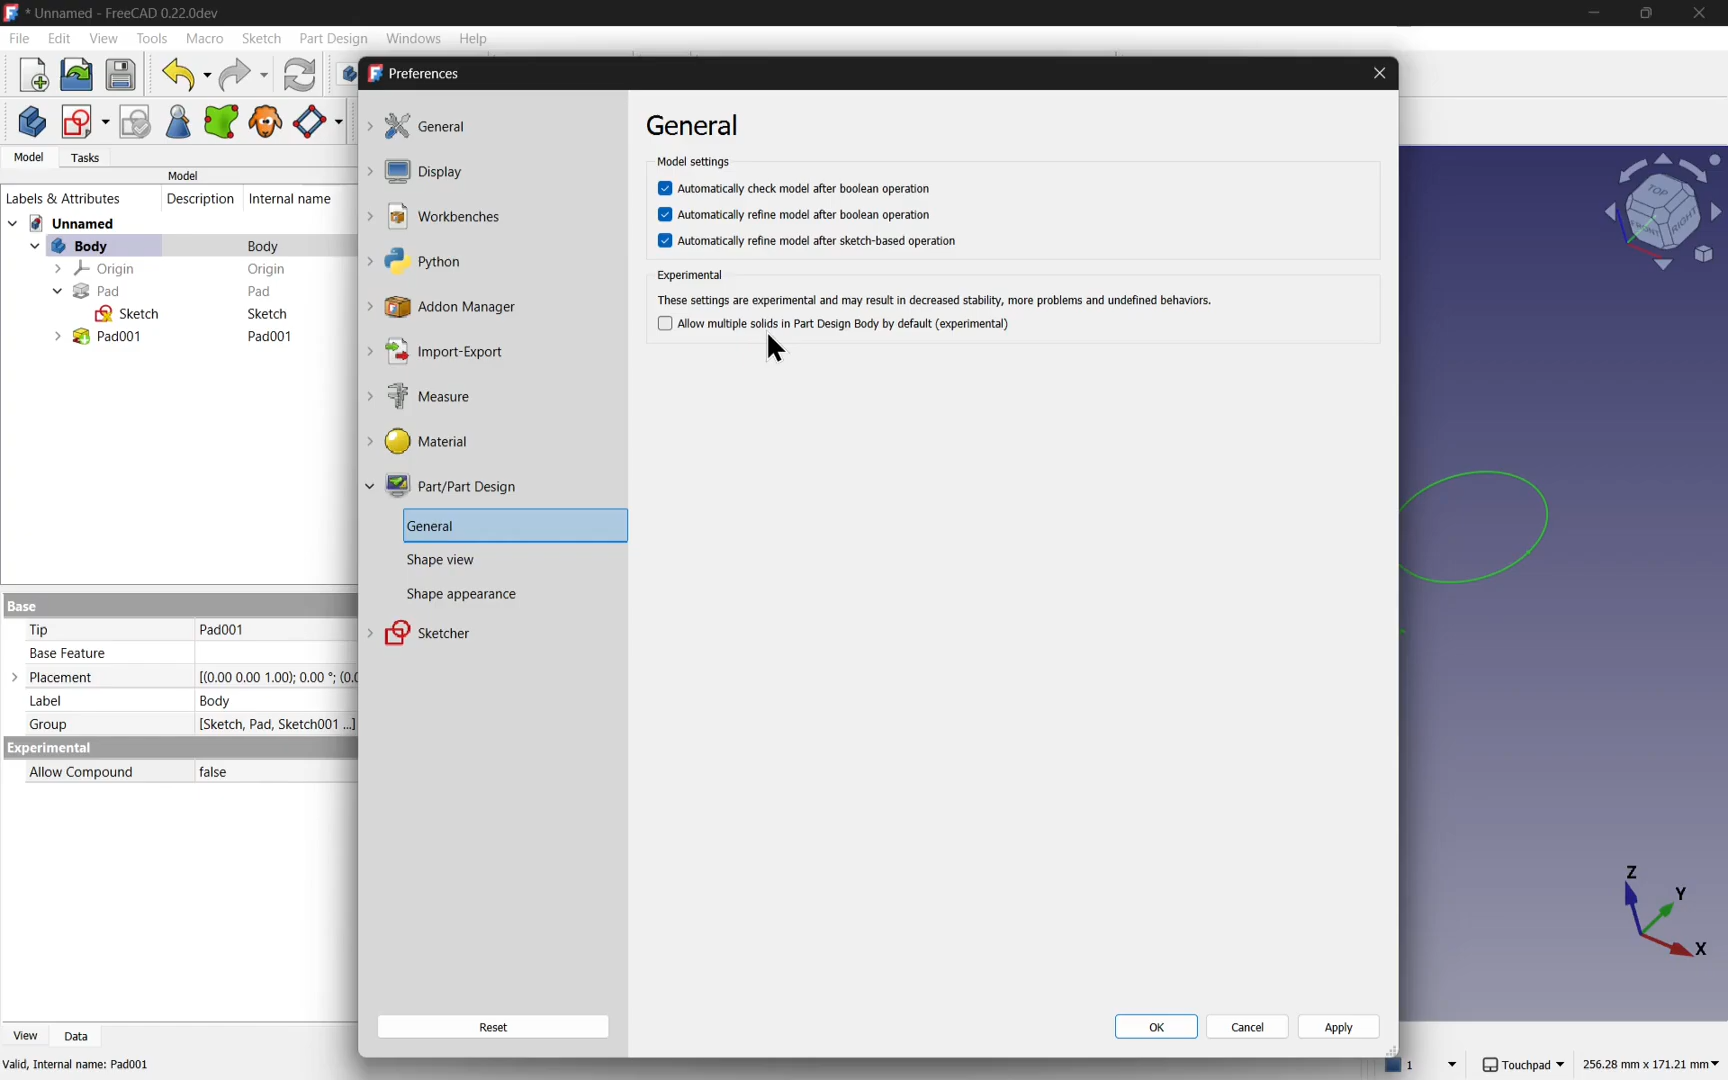 * Unnamed - FreeCAD 0.22.0dev
File Edit View Tools Macro Sketch Part Design Windows Help
Preferences
Model Tasks
Model
Labels & Attributes Description Internal name
Unnamed
Body Body
Origin Origin
Pad Pad
Sketch Sketch
Pad001 Pad001
Base
Tip Pad001
Base Feature
Placement [(0.00 0.00 1.00); 0.00 °; (0.0
Label Body
Group [Sketch, Pad, Sketch001 ...]
Experimental
Allow Compound false
View Data
Valid, Internal name: Pad001
General
Display
Workbenches
Python
Addon Manager
Import-Export
Measure
Material
Part/Part Design
General
Shape view
Shape appearance
Sketcher
Reset
General
Model settings
Automatically check model after boolean operation
Automatically refine model after boolean operation
Automatically refine model after sketch-based operation
Experimental
These settings are experimental and may result in decreased stability, more problems and undefined behaviors.
Allow multiple solids in Part Design Body by default (experimental)
OK Cancel Apply
TOP
FRONT RIGHT
Z
Y
X
1 Touchpad 256.28 mm x 171.21 mm